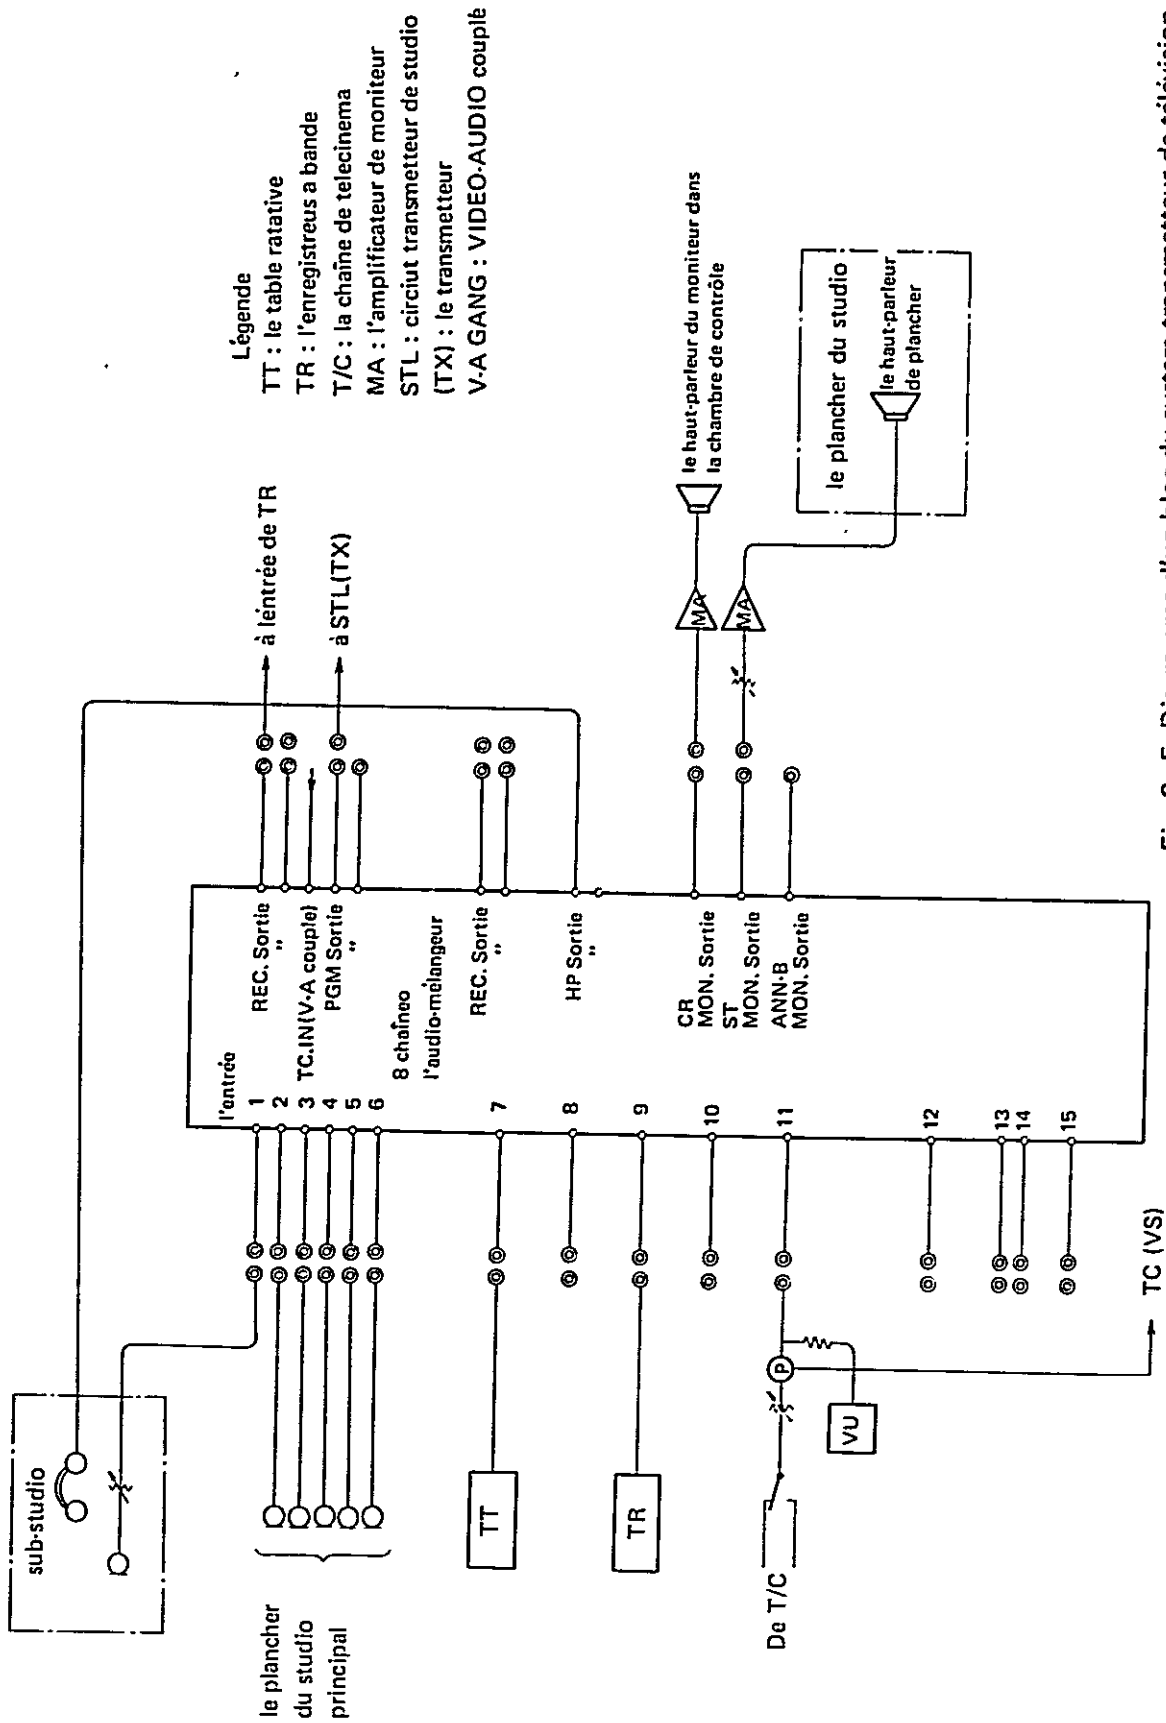 sub-studio
le plancher
du studio
principal
TT
TR
De T/C
VU
P
TC (VS)
l'entrée
1
2
3
4
5
6
7
8
9
10
11
12
13
14
15
8 chaîneo
l'audio-mélangeur
REC. Sortie
"
TC.IN(V-A couple)
PGM Sortie
"
REC. Sortie
"
HP Sortie
"
CR
MON. Sortie
ST
MON. Sortie
ANN-B
MON. Sortie
à lentrée de TR
à STL(TX)
MA
MA
le haut-parleur du moniteur dans
la chambre de contrôle
le plancher du studio
le haut-parleur
de plancher
Légende
TT : le table ratative
TR : l'enregistreus a bande
T/C : la chaîne de telecinema
MA : l'amplificateur de moniteur
STL : circiut transmetteur de studio
(TX) : le transmetteur
V-A GANG : VIDEO-AUDIO couplé